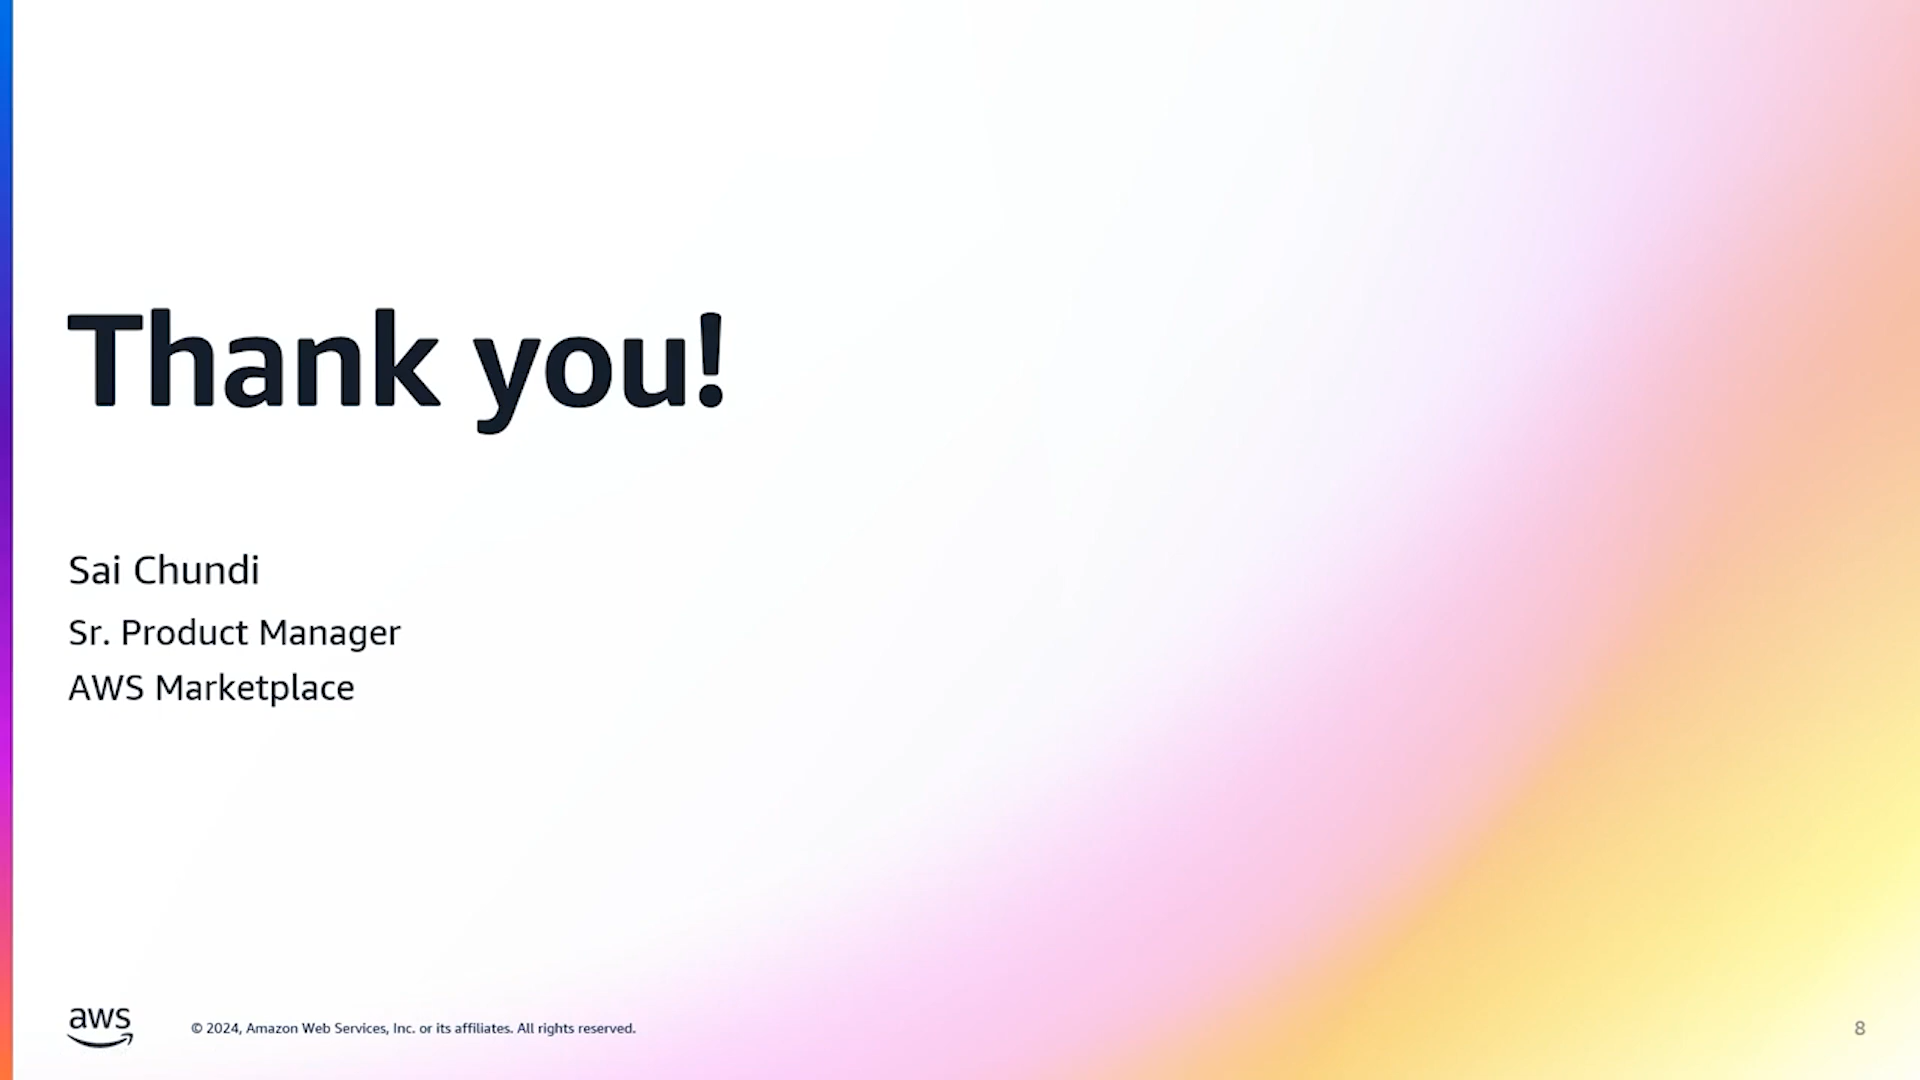 Thank you!
Sai Chundi
Sr. Product Manager
AWS Marketplace
aws
© 2024, Amazon Web Services, Inc. or its affiliates. All rights reserved.
8